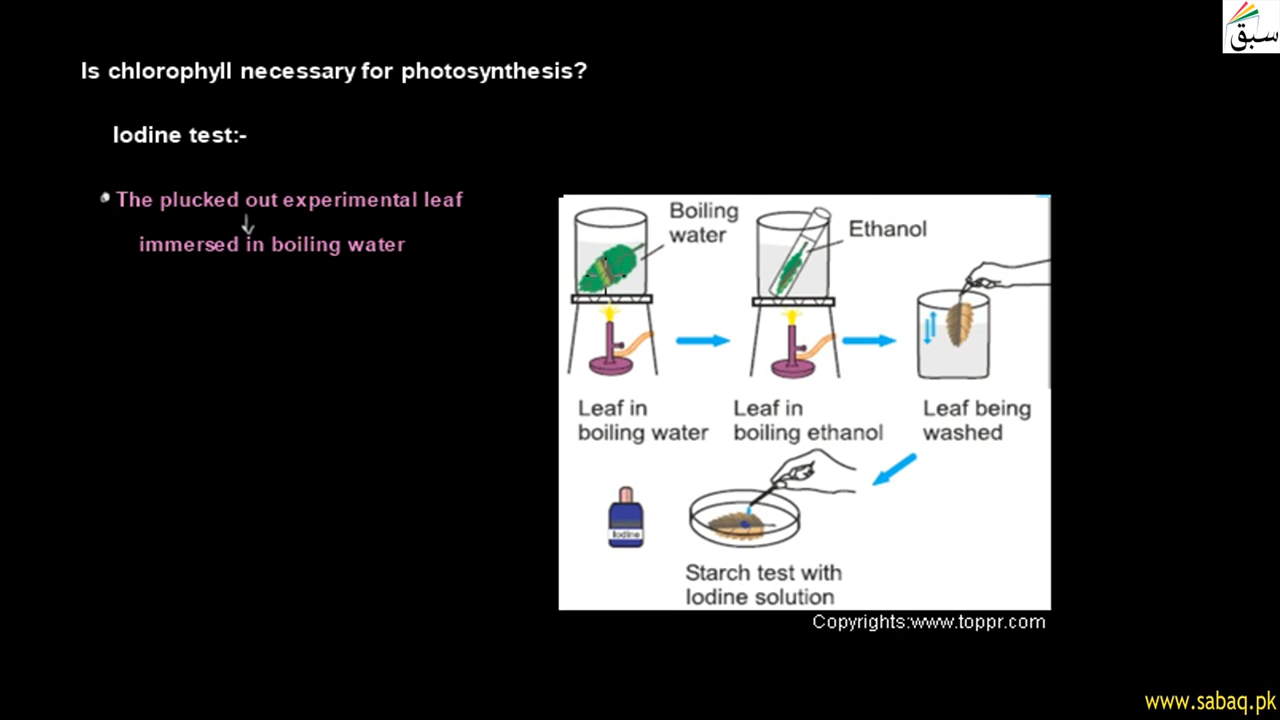 سبق
Is chlorophyll necessary for photosynthesis?
Iodine test:-
The plucked out experimental leaf
immersed in boiling water
Boiling
water
Ethanol
Leaf in
boiling water
Leaf in
boiling ethanol
Leaf being
washed
Iodine
Starch test with
Iodine solution
Copyrights:www.toppr.com
www.sabaq.pk